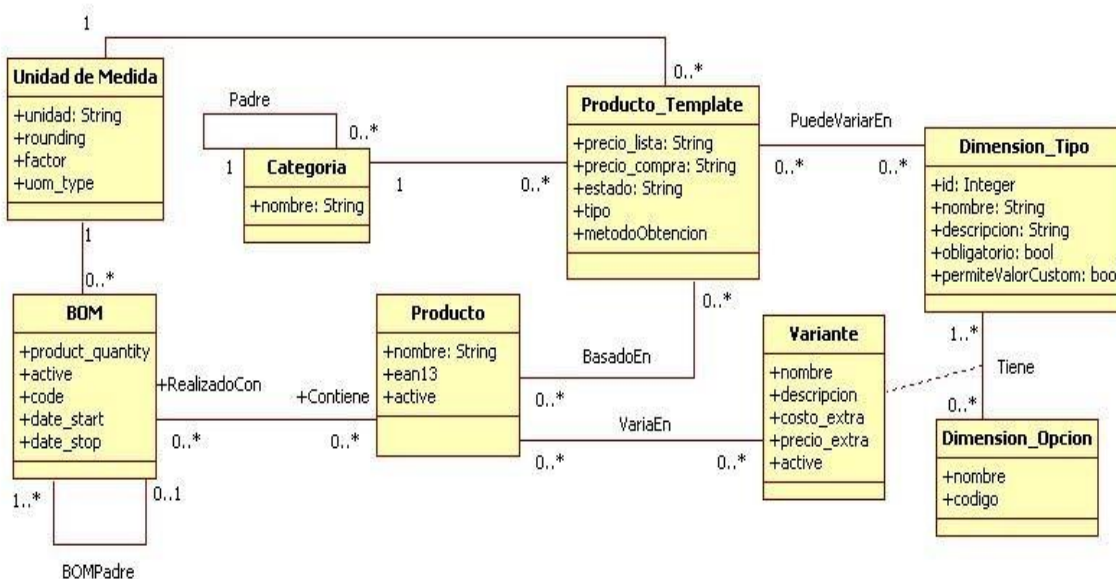 1
Unidad de Medida
+unidad: String
+rounding
+factor
+uom_type
1
0..*
Padre
0..*
1
Categoria
+nombre: String
1
0..*
0..*
Producto_Template
+precio_lista: String
+precio_compra: String
+estado: String
+tipo
+metodoObtencion
PuedeVariarEn
0..*
0..*
Dimension_Tipo
+id: Integer
+nombre: String
+descripcion: String
+obligatorio: bool
+permiteValorCustom: boo
BOM
+product_quantity
+active
+code
+date_start
+date_stop
1..*
0..1
BOMPadre
+RealizadoCon
0..*
+Contiene
0..*
Producto
+nombre: String
+ean13
+active
0..*
BasadoEn
0..*
VariaEn
0..*
0..*
Variante
+nombre
+descripcion
+costo_extra
+precio_extra
+active
1..*
Tiene
0..*
Dimension_Opcion
+nombre
+codigo